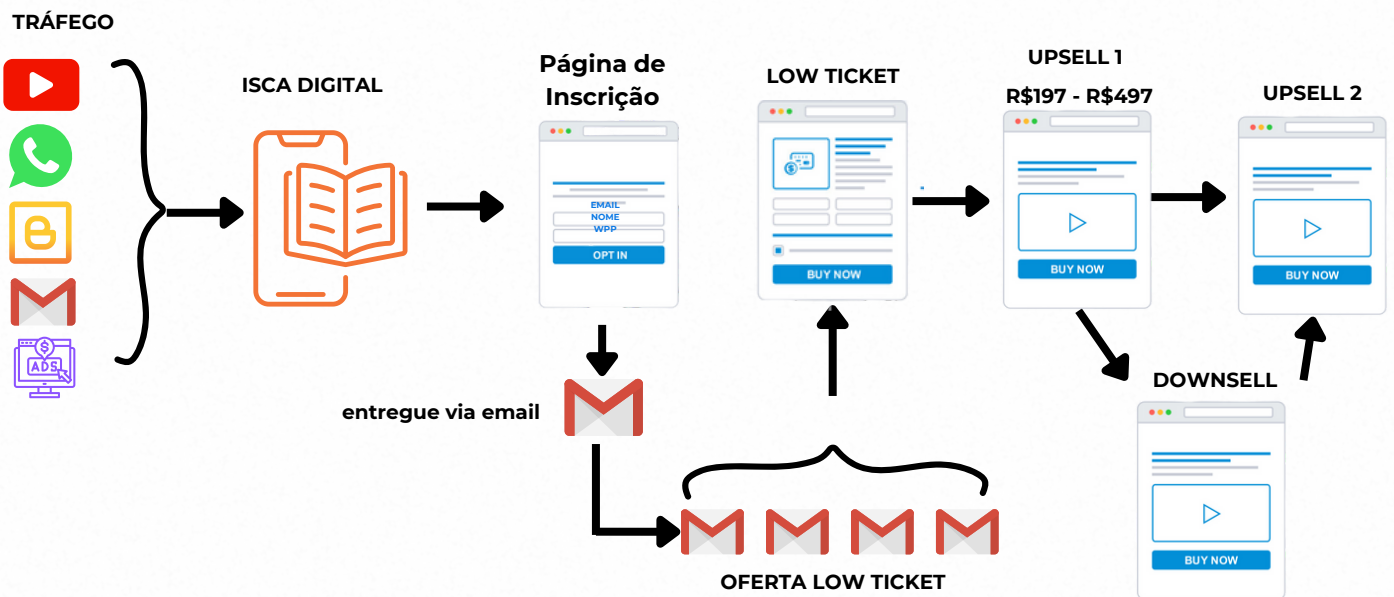 TRÁFEGO
ADS
ISCA DIGITAL
Página de
Inscrição
EMAIL
NOME
WPP
OPT IN
entregue via email
OFERTA LOW TICKET
LOW TICKET
BUY NOW
UPSELL 1
R$197 - R$497
BUY NOW
DOWNSELL
BUY NOW
UPSELL 2
BUY NOW